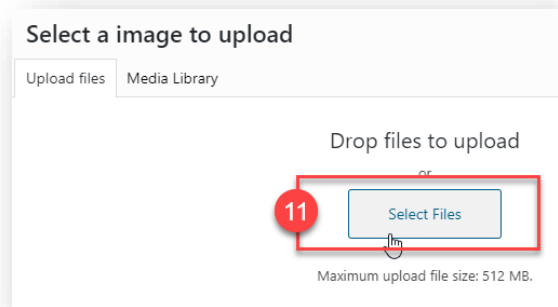 Select a image to upload
Upload files Media Library
Drop files to upload
or
11
Select Files
Maximum upload file size: 512 MB.